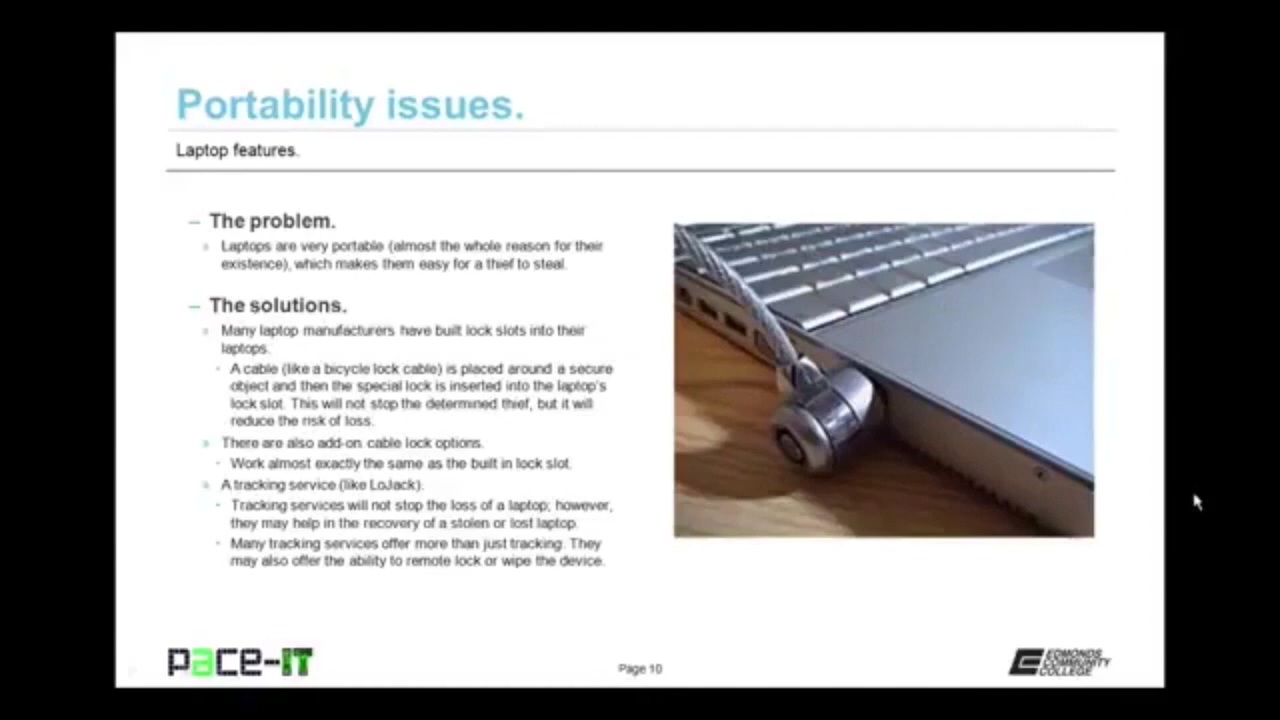 Portability issues.
Laptop features.
– The problem.
» Laptops are very portable (almost the whole reason for their
existence), which makes them easy for a thief to steal.
– The solutions.
» Many laptop manufacturers have built lock slots into their
laptops.
• A cable (like a bicycle lock cable) is placed around a secure
object and then the special lock is inserted into the laptop's
lock slot. This will not stop the determined thief, but it will
reduce the risk of loss.
» There are also add-on cable lock options.
• Work almost exactly the same as the built in lock slot.
» A tracking service (like LoJack).
• Tracking services will not stop the loss of a laptop; however,
they may help in the recovery of a stolen or lost laptop.
• Many tracking services offer more than just tracking. They
may also offer the ability to remote lock or wipe the device.
pace-IT
Page 10
EDMONDS
COMMUNITY
COLLEGE